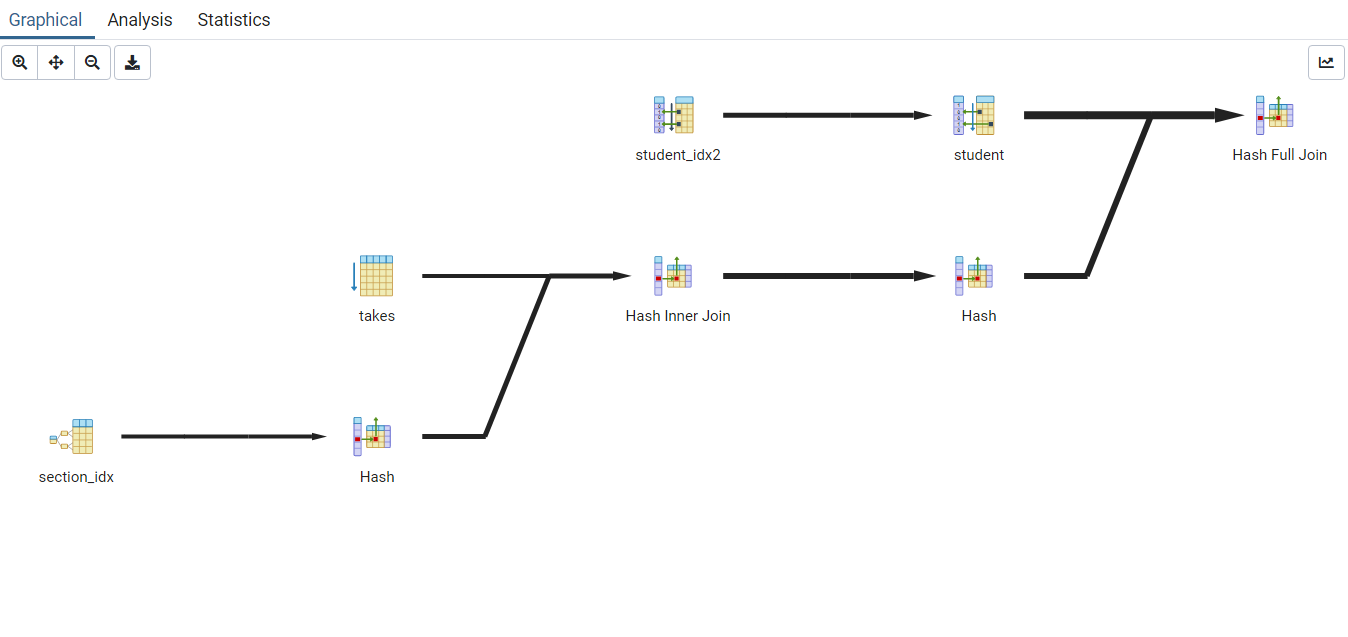 Graphical Analysis Statistics
student_idx2 student Hash Full Join
takes Hash Inner Join Hash
section_idx Hash